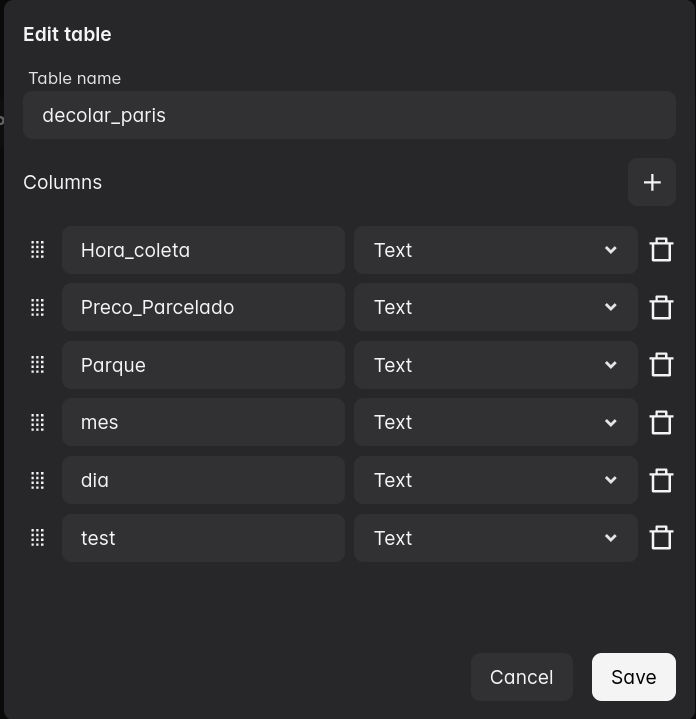 Edit table
Table name
decolar_paris
Columns
Hora_coleta Text
Preco_Parcelado Text
Parque Text
mes Text
dia Text
test Text
Cancel Save